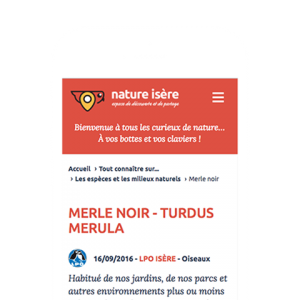 nature isère
espace de découverte et de partage
Bienvenue à tous les curieux de nature...
À vos bottes et vos claviers !
Accueil › Tout connaître sur...
› Les espèces et les milieux naturels › Merle noir
MERLE NOIR - TURDUS
MERULA
16/09/2016 - LPO ISÈRE - Oiseaux
Habitué de nos jardins, de nos parcs et
autres environnements plus ou moins